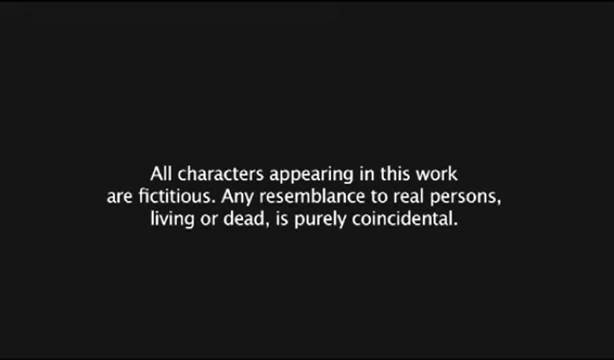 All characters appearing in this work
are fictitious. Any resemblance to real persons,
living or dead, is purely coincidental.